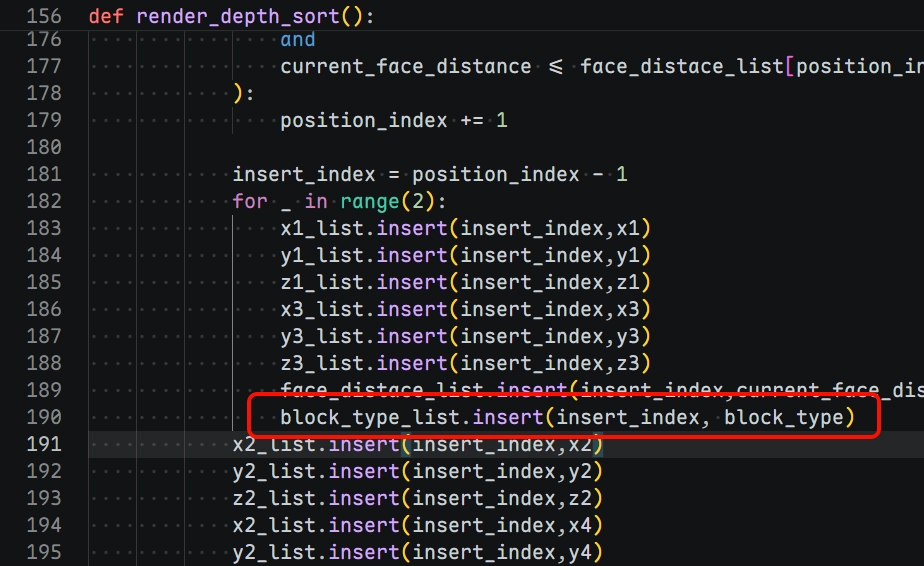 156 def render_depth_sort():
176 and
177 current_face_distance <= face_distace_list[position_in
178 ):
179 position_index += 1
180
181 insert_index = position_index - 1
182 for _ in range(2):
183 x1_list.insert(insert_index,x1)
184 y1_list.insert(insert_index,y1)
185 z1_list.insert(insert_index,z1)
186 x3_list.insert(insert_index,x3)
187 y3_list.insert(insert_index,y3)
188 z3_list.insert(insert_index,z3)
189 face_distace_list.insert(insert_index,current_face_dis
190 block_type_list.insert(insert_index, block_type)
191 x2_list.insert(insert_index,x2)
192 y2_list.insert(insert_index,y2)
193 z2_list.insert(insert_index,z2)
194 x2_list.insert(insert_index,x4)
195 y2_list.insert(insert_index,y4)